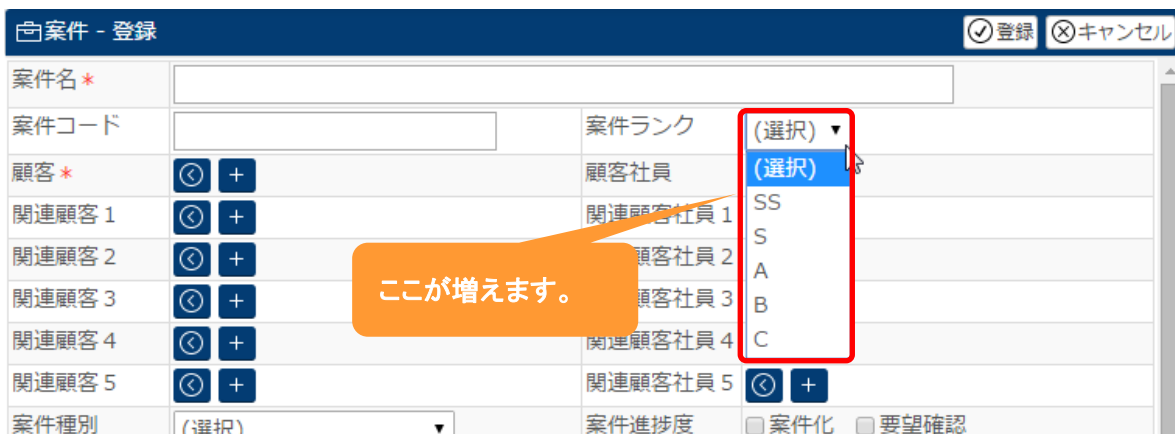 案件 - 登録 登録 キャンセル
案件名*
案件コード 案件ランク (選択)
顧客* 顧客社員 (選択)
関連顧客1 関連顧客社員1 SS
S
関連顧客2 顧客社員2 A
ここが増えます。
関連顧客3 顧客社員3 B
関連顧客4 関連顧客社員4 C
関連顧客5 関連顧客社員5
案件種別 (選択) 案件進捗度 案件化 要望確認